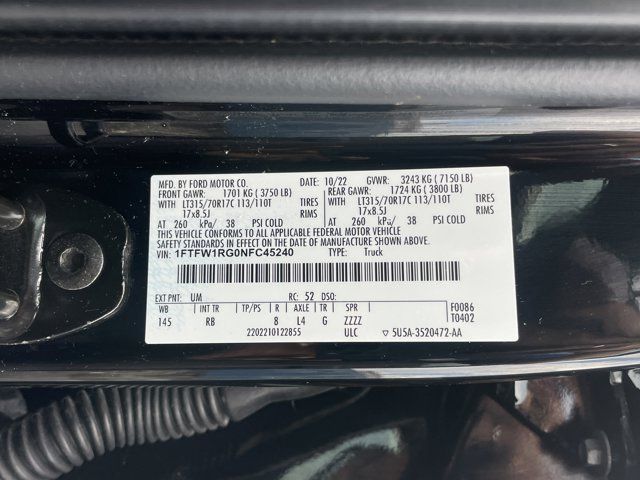 MFD. BY FORD MOTOR CO. DATE: 10/22 GVWR: 3243 KG ( 7150 LB)
FRONT GAWR: 1701 KG ( 3750 LB) REAR GAWR: 1724 KG ( 3800 LB)
WITH LT315/70R17C 113/110T TIRES WITH LT315/70R17C 113/110T TIRES
17x8.5J RIMS 17x8.5J RIMS
AT 260 kPa/ 38 PSI COLD AT 260 kPa/ 38 PSI COLD
THIS VEHICLE CONFORMS TO ALL APPLICABLE FEDERAL MOTOR VEHICLE
SAFETY STANDARDS IN EFFECT ON THE DATE OF MANUFACTURE SHOWN ABOVE.
VIN: 1FTFW1RG0NFC45240 TYPE: Truck
EXT PNT: UM RC: 52 DSO:
WB INT TR TP/PS R AXLE TR SPR F0086
145 RB 8 L4 G ZZZZ T0402
2202210122855 ULC ▽ 5U5A-3520472-AA